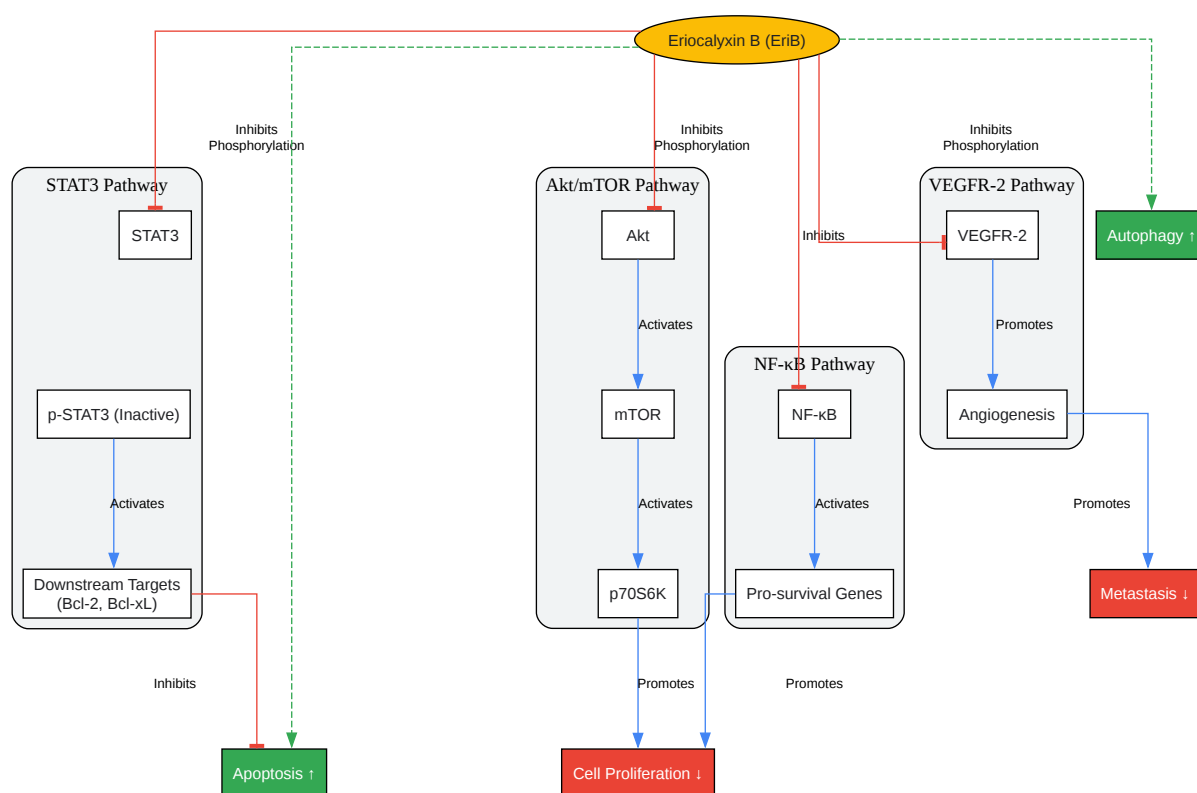 Eriocalyxin B (EriB)
Inhibits
Phosphorylation
Inhibits
Phosphorylation
Inhibits
Phosphorylation
STAT3 Pathway
Akt/mTOR Pathway
VEGFR-2 Pathway
STAT3
Akt
Inhibits
VEGFR-2
Autophagy ↑
Activates
Promotes
NF-κB Pathway
p-STAT3 (Inactive)
mTOR
NF-κB
Angiogenesis
Activates
Activates
Activates
Promotes
Downstream Targets
(Bcl-2, Bcl-xL)
p70S6K
Pro-survival Genes
Metastasis ↓
Inhibits
Promotes
Promotes
Apoptosis ↑
Cell Proliferation ↓